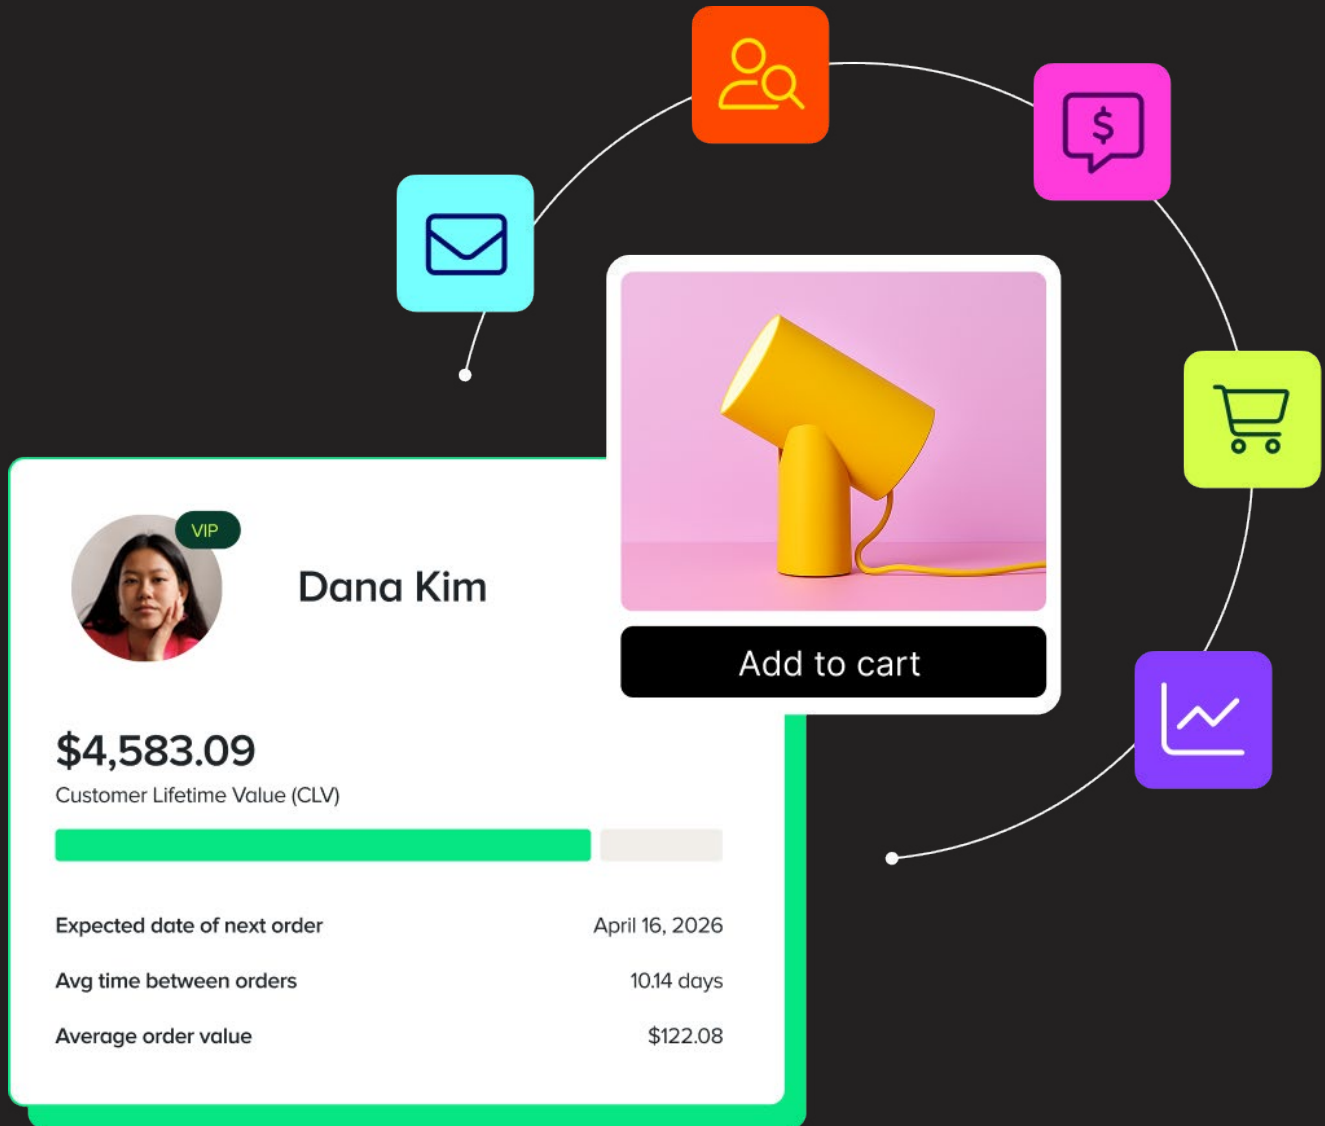 $
VIP
Dana Kim
Add to cart
$4,583.09
Customer Lifetime Value (CLV)
Expected date of next order April 16, 2026
Avg time between orders 10.14 days
Average order value $122.08